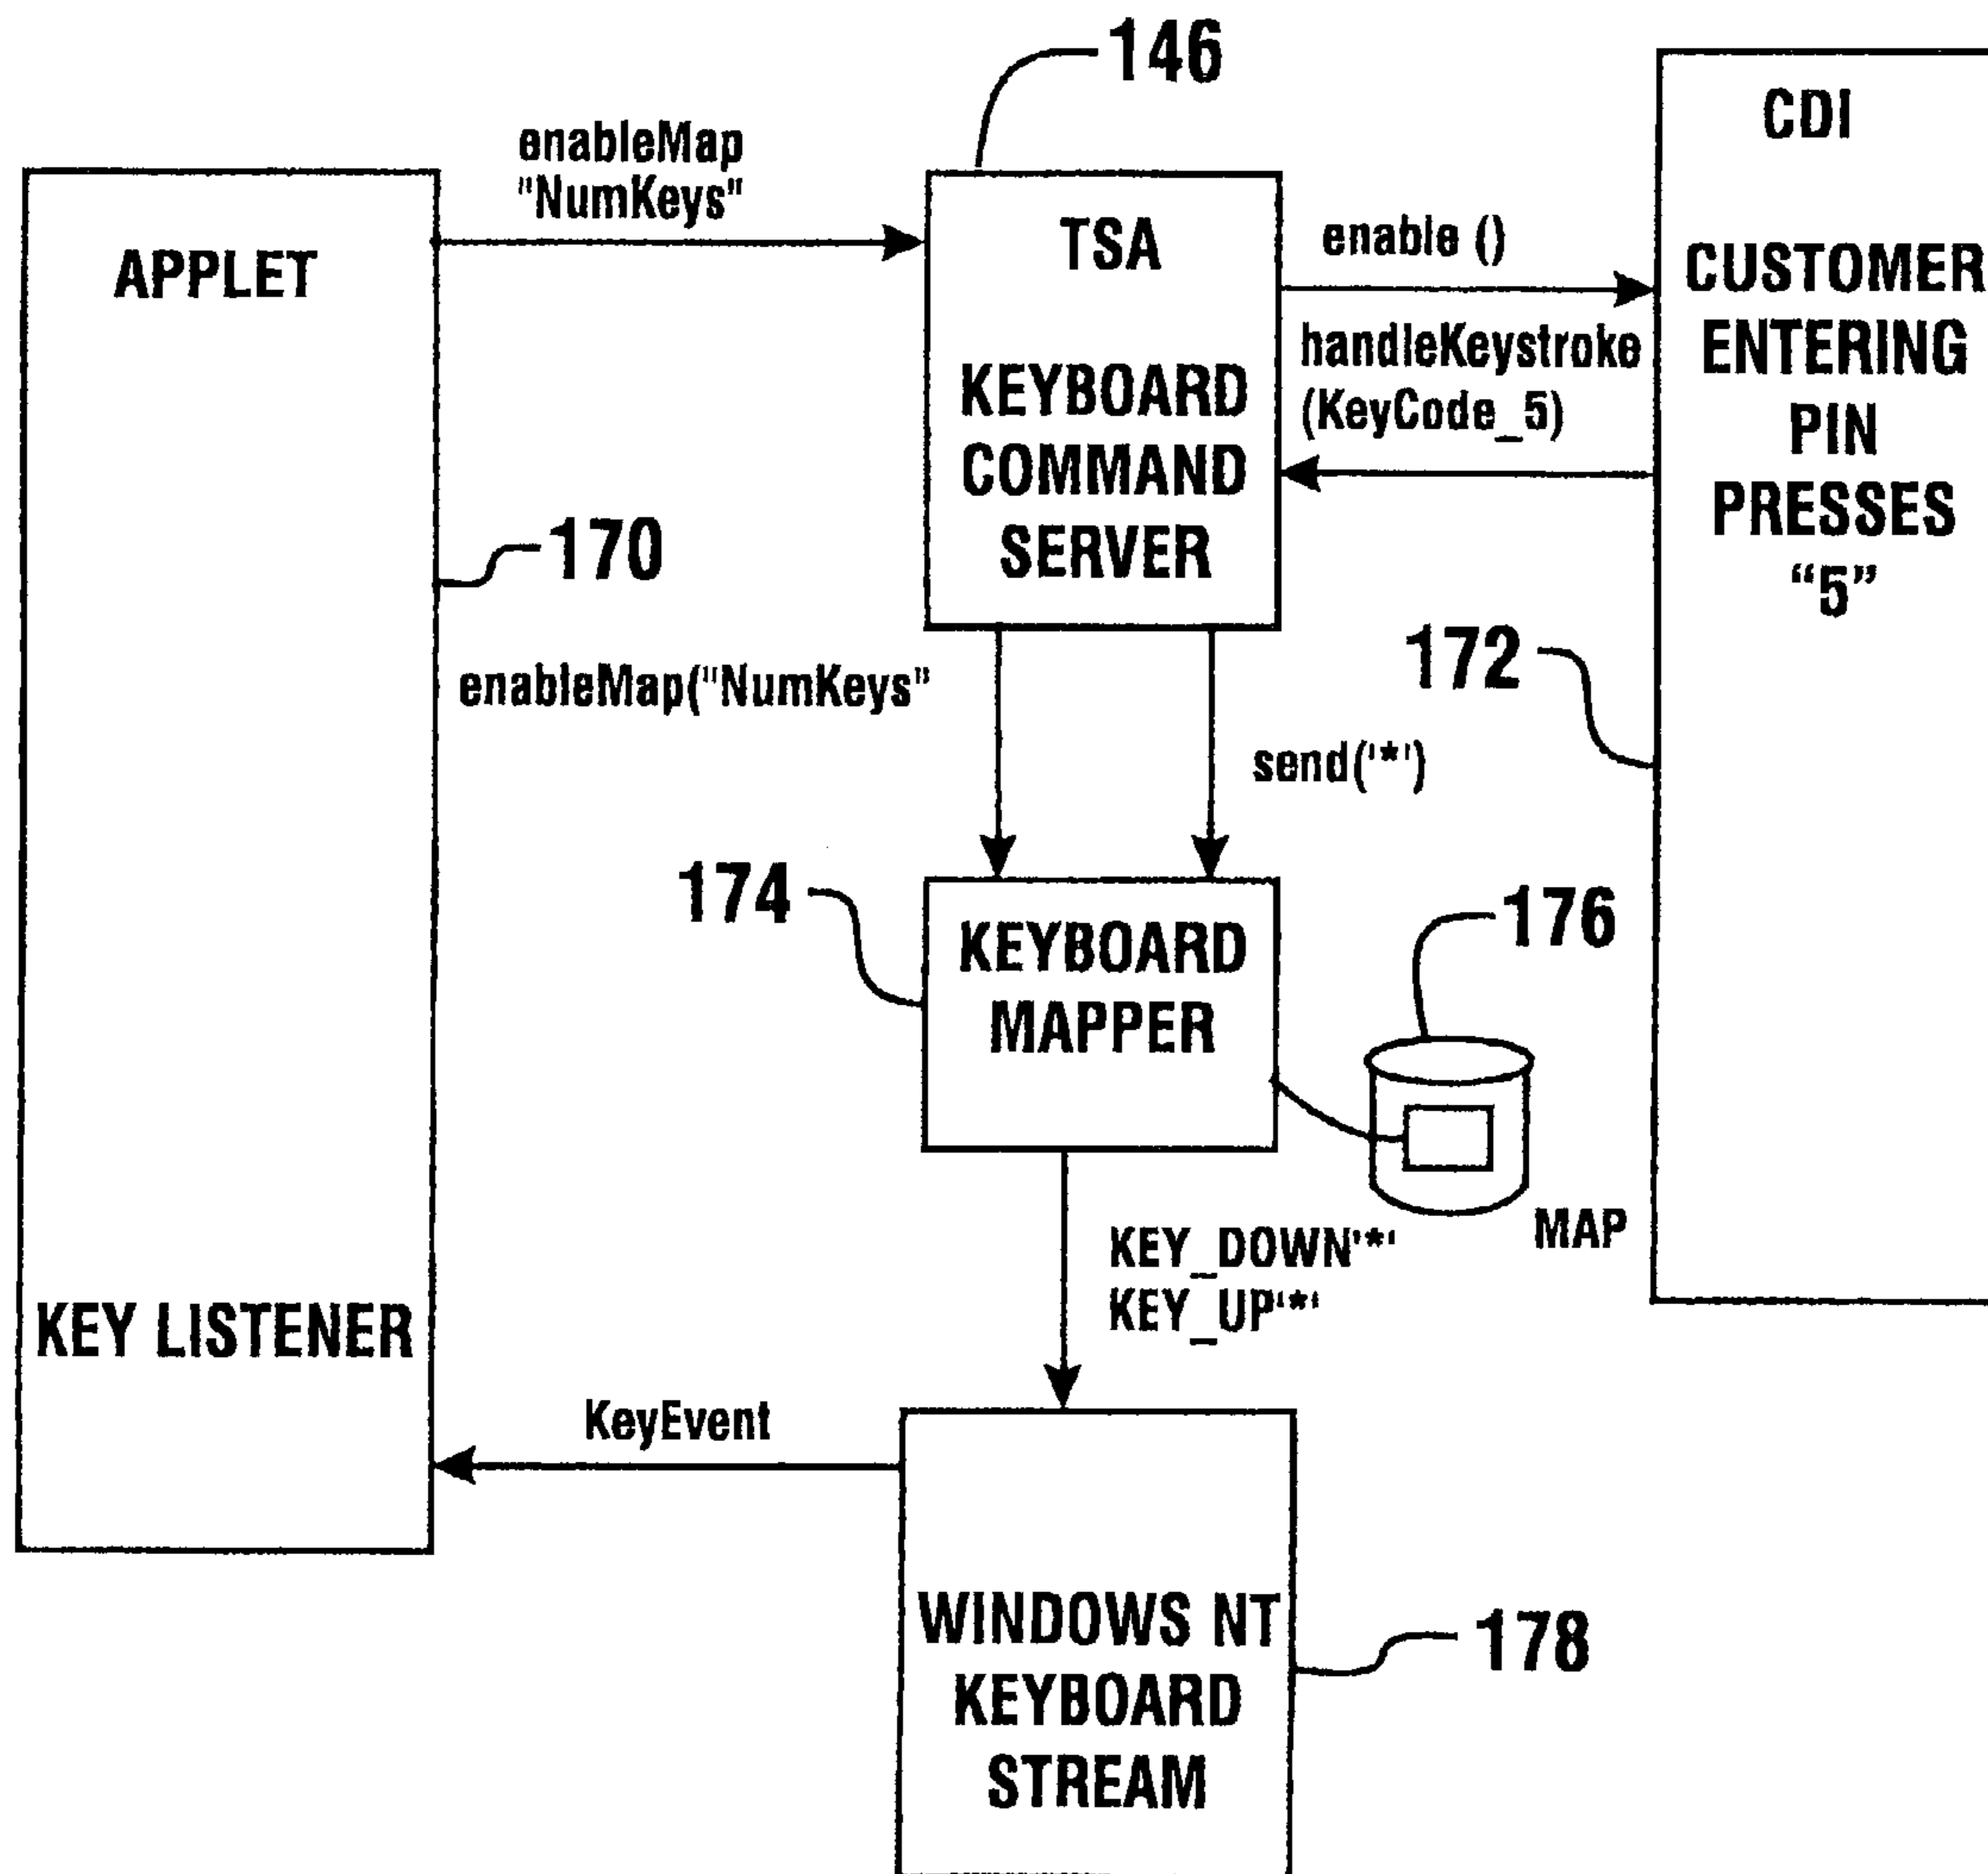 146
CDI
enableMap
"NumKeys"
APPLET
TSA
enable ()
CUSTOMER
ENTERING
PIN
PRESSES
“5”
handleKeystroke
(KeyCode_5)
KEYBOARD
COMMAND
SERVER
170
172
enableMap("NumKeys"
send('*')
174
KEYBOARD
MAPPER
176
MAP
KEY_DOWN'*'
KEY_UP'*'
KEY LISTENER
KeyEvent
WINDOWS NT
KEYBOARD
STREAM
178